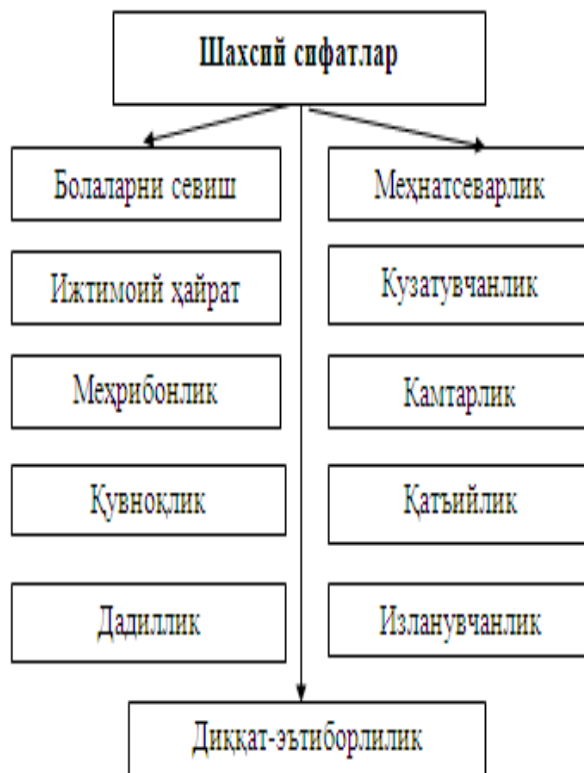 Шахсий сифатлар
Болаларни севиш
Меҳнатсеварлик
Ижтимоий ҳайрат
Кузатувчанлик
Меҳрибонлик
Камтарлик
Қувноқлик
Қатъийлик
Дадиллик
Изланувчанлик
Диққат-эътиборлилик